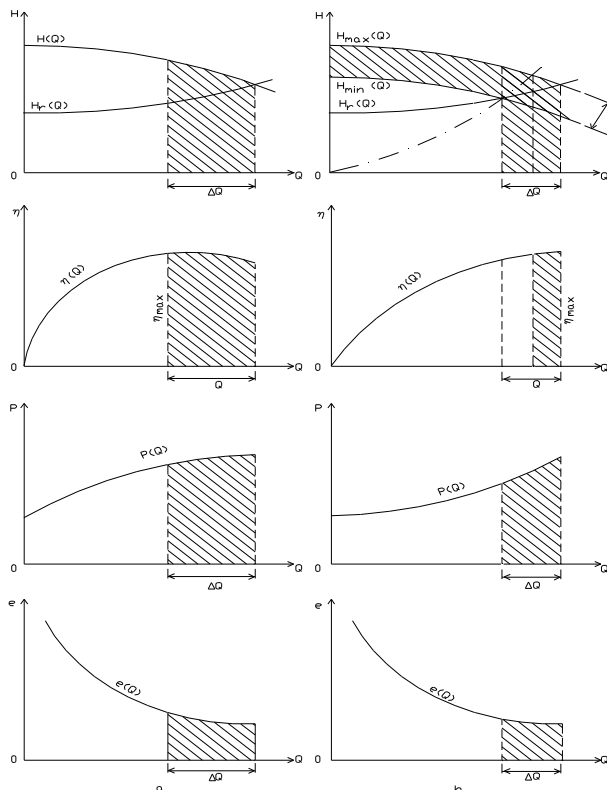 H
H(Q)
Hr(Q)
0
ΔQ
Q
H
Hmax(Q)
Hmin (Q)
Hr(Q)
0
ΔQ
Q
η
η(Q)
ηmax
0
Q
Q
η
η(Q)
ηmax
0
Q
Q
P
P(Q)
0
ΔQ
Q
P
P(Q)
0
ΔQ
Q
e
e(Q)
0
ΔQ
Q
e
e(Q)
0
ΔQ
Q